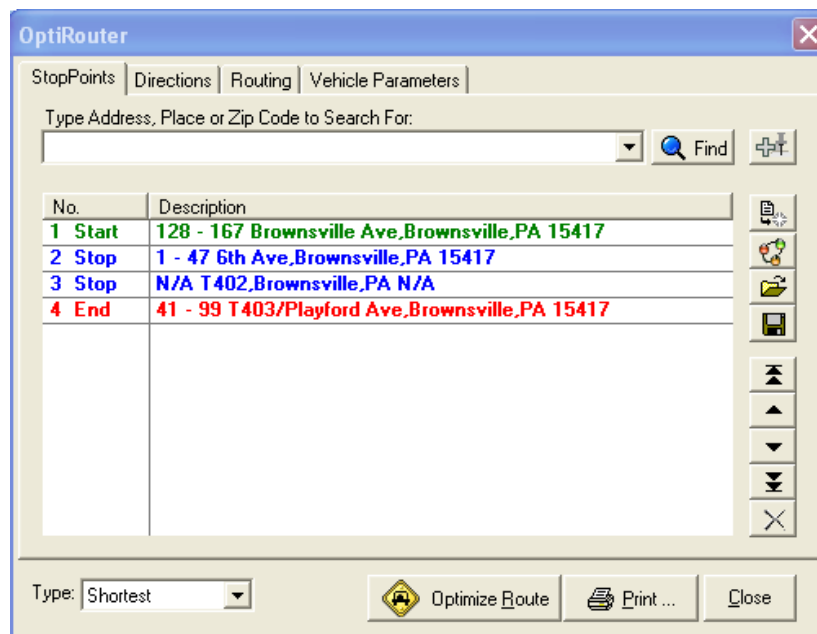 OptiRouter
StopPoints Directions Routing Vehicle Parameters
Type Address, Place or Zip Code to Search For:
Find
No. Description
1 Start 128 - 167 Brownsville Ave,Brownsville,PA 15417
2 Stop 1 - 47 6th Ave,Brownsville,PA 15417
3 Stop N/A T402,Brownsville,PA N/A
4 End 41 - 99 T403/Playford Ave,Brownsville,PA 15417
Type: Shortest Optimize Route Print ... Close